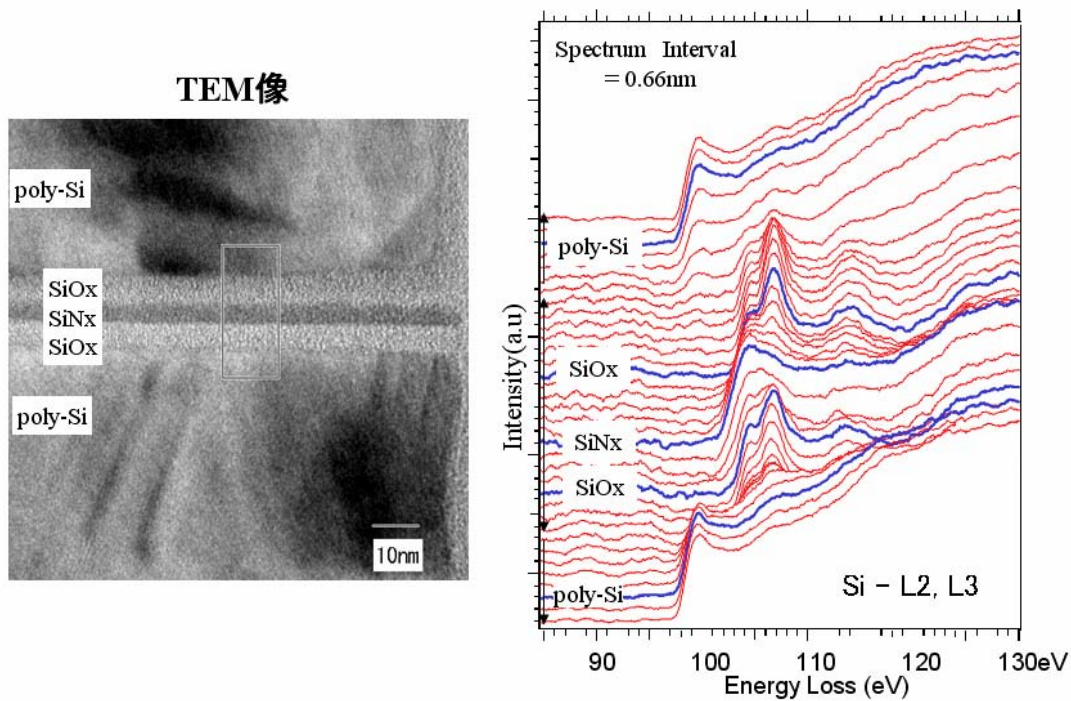 TEM像
poly-Si
SiOx
SiNx
SiOx
poly-Si
10nm
Spectrum Interval
= 0.66nm
Intensity(a.u)
poly-Si
SiOx
SiNx
SiOx
poly-Si
Si - L2, L3
90 100 110 120 130eV
Energy Loss (eV)